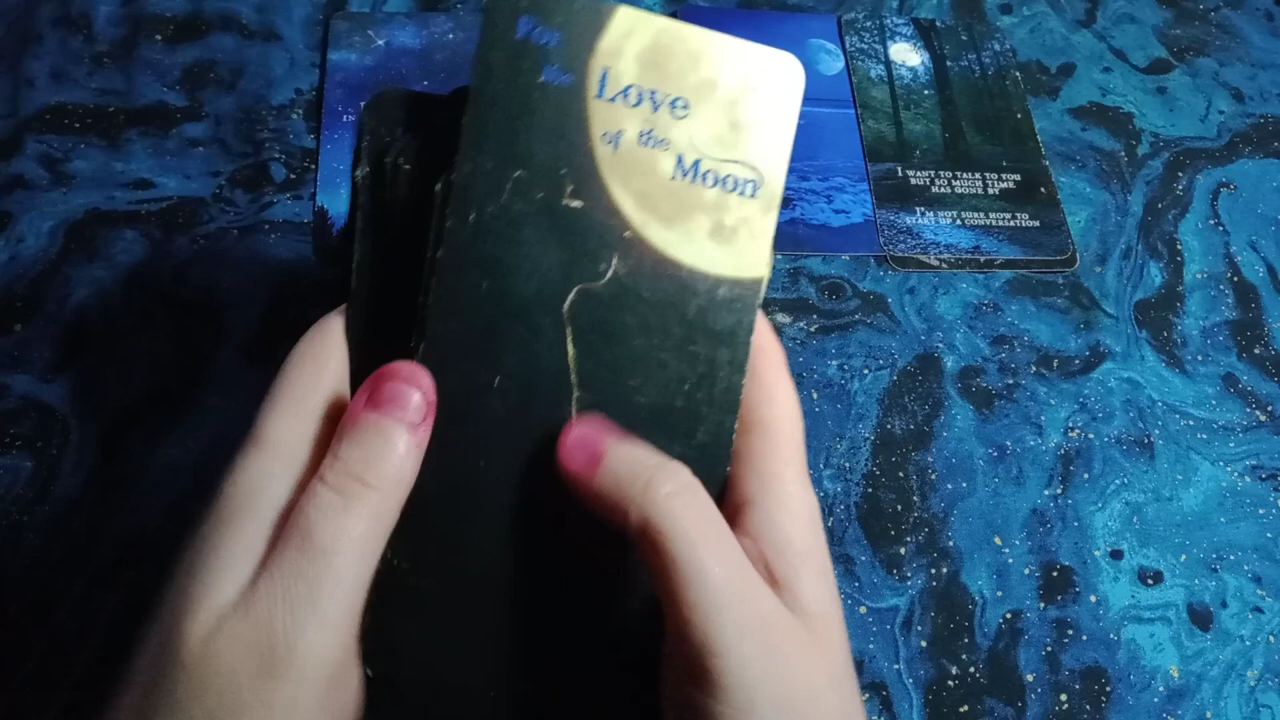 For
the
Love
of the
Moon
IN
I WANT TO TALK TO YOU
BUT SO MUCH TIME
HAS GONE BY
I'M NOT SURE HOW TO
START UP A CONVERSATION